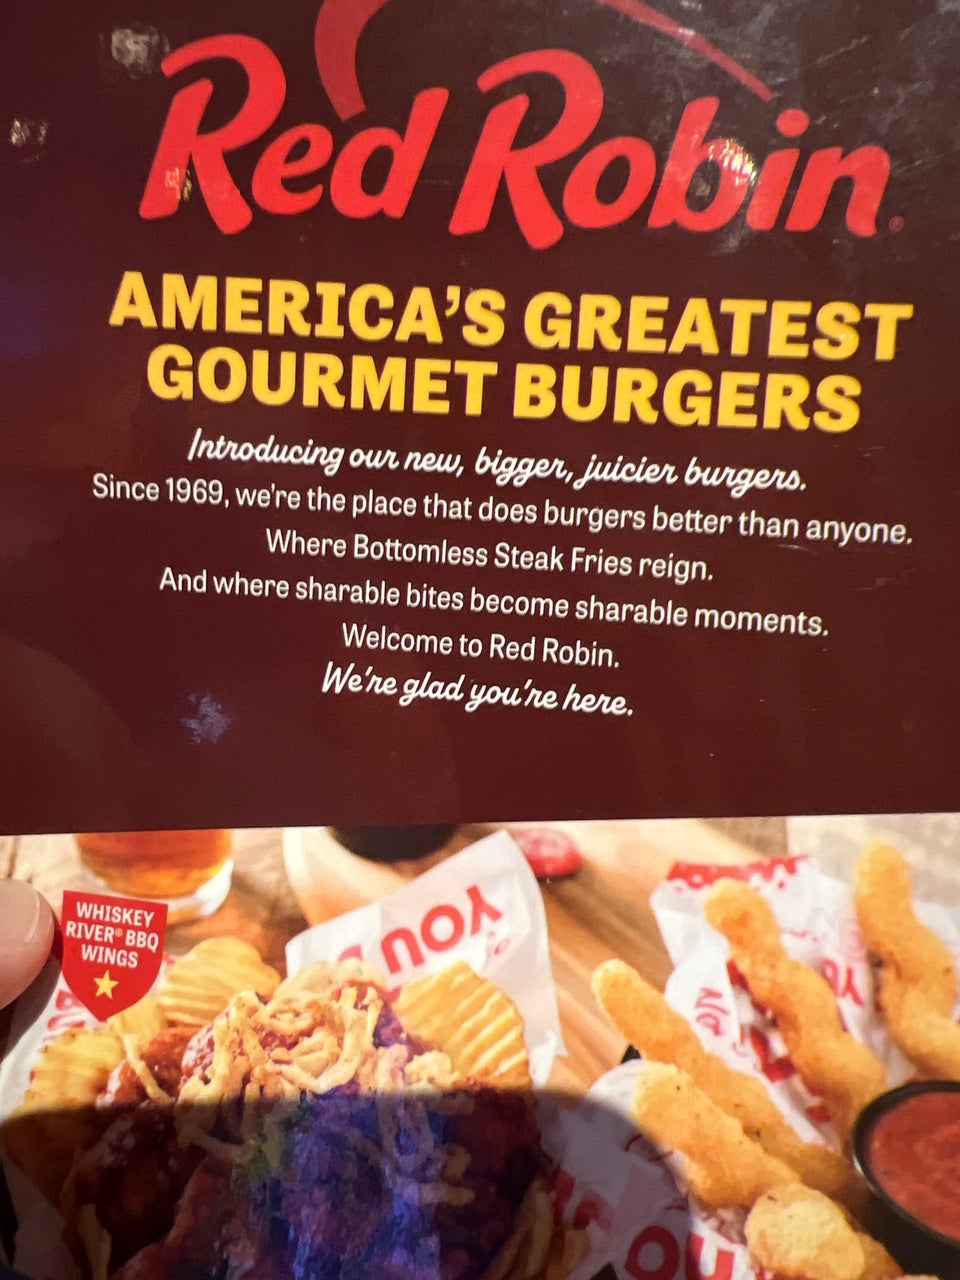 Red Robin
AMERICA'S GREATEST
GOURMET BURGERS
Introducing our new, bigger, juicier burgers.
Since 1969, we're the place that does burgers better than anyone.
Where Bottomless Steak Fries reign.
And where sharable bites become sharable moments.
Welcome to Red Robin.
We're glad you're here.
WHISKEY
RIVER® BBQ
WINGS